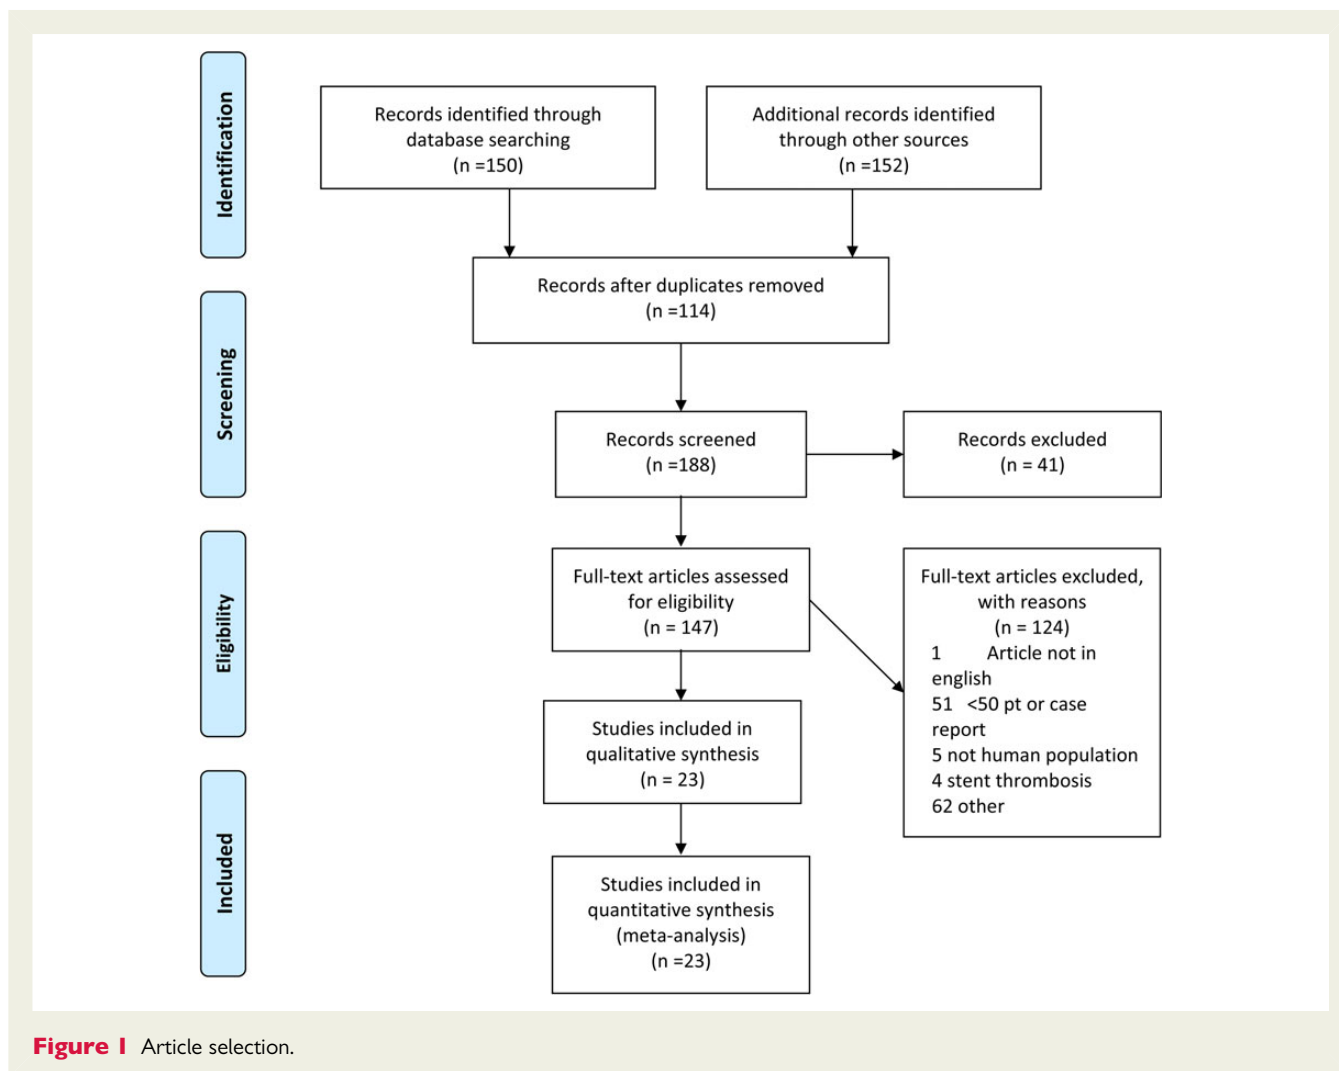 Identification
Records identified through
database searching
(n =150)
Additional records identified
through other sources
(n =152)
Records after duplicates removed
(n =114)
Screening
Records screened
(n =188)
Records excluded
(n = 41)
Eligibility
Full-text articles assessed
for eligibility
(n = 147)
Full-text articles excluded,
with reasons
(n = 124)
1 Article not in
english
51 <50 pt or case
report
5 not human population
4 stent thrombosis
62 other
Studies included in
qualitative synthesis
(n = 23)
Included
Studies included in
quantitative synthesis
(meta-analysis)
(n =23)
Figure 1 Article selection.